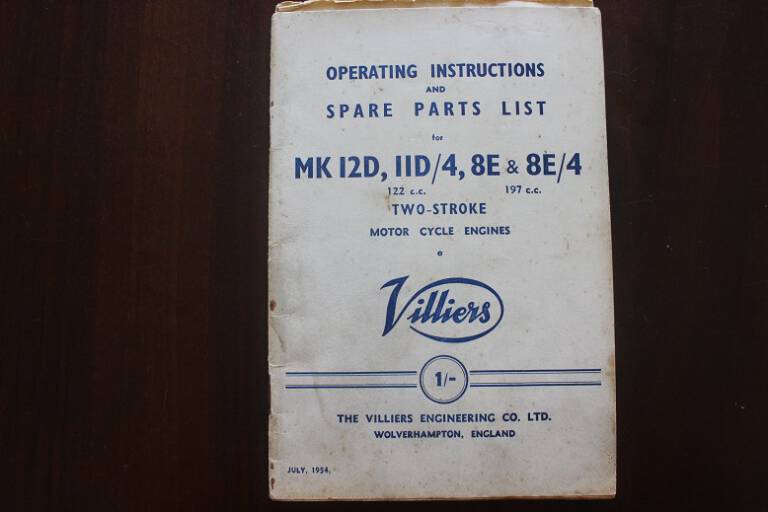 OPERATING INSTRUCTIONS
AND
SPARE PARTS LIST
for
MK 12D, 11D/4, 8E & 8E/4
122 c.c. 197 c.c.
TWO-STROKE
MOTOR CYCLE ENGINES
Villiers
1/-
THE VILLIERS ENGINEERING CO. LTD.
WOLVERHAMPTON, ENGLAND
JULY, 1954.